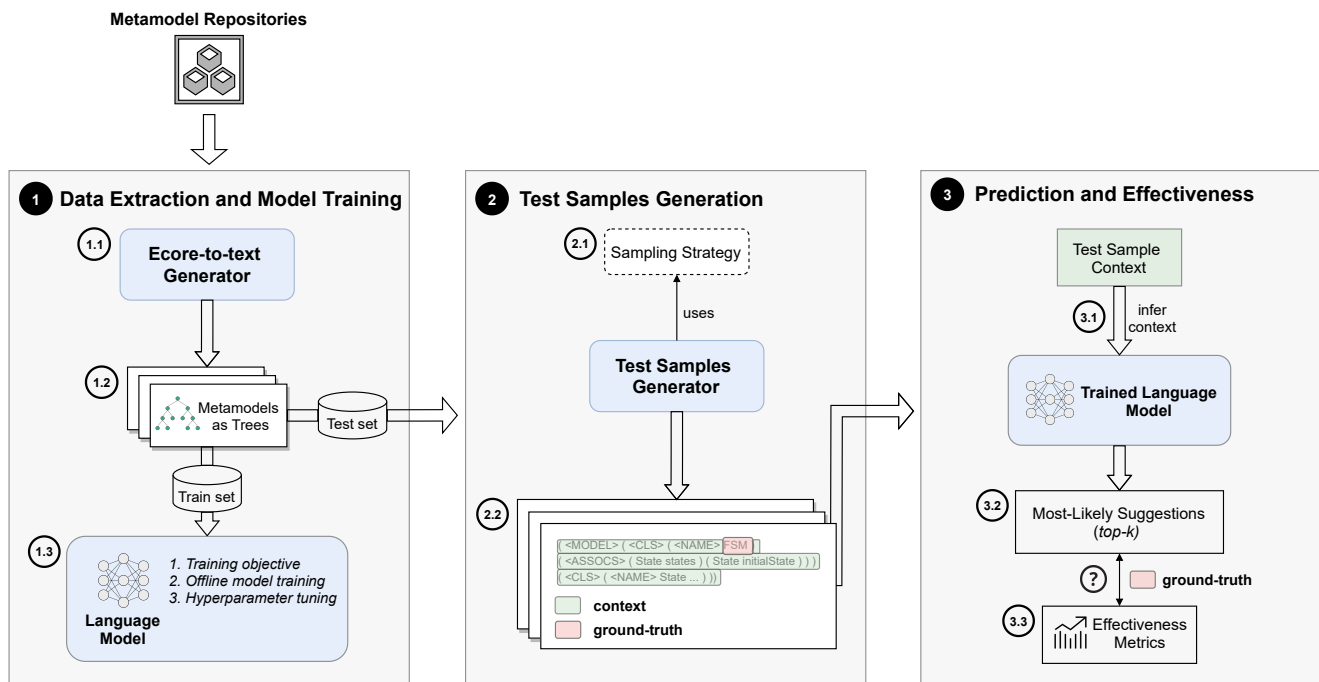 Metamodel Repositories
1 Data Extraction and Model Training
1.1
Ecore-to-text
Generator
1.2
Metamodels
as Trees
Test set
Train set
1.3
Language
Model
1. Training objective
2. Offline model training
3. Hyperparameter tuning
2 Test Samples Generation
2.1
Sampling Strategy
uses
Test Samples
Generator
2.2
( <MODEL> ( <CLS> ( <NAME> FSM )
( <ASSOCS> ( State states ) ( State initialState ) ) )
( <CLS> ( <NAME> State ... ) ))
context
ground-truth
3 Prediction and Effectiveness
Test Sample
Context
3.1
infer
context
Trained Language
Model
3.2
Most-Likely Suggestions
(top-k)
?
ground-truth
3.3
Effectiveness
Metrics